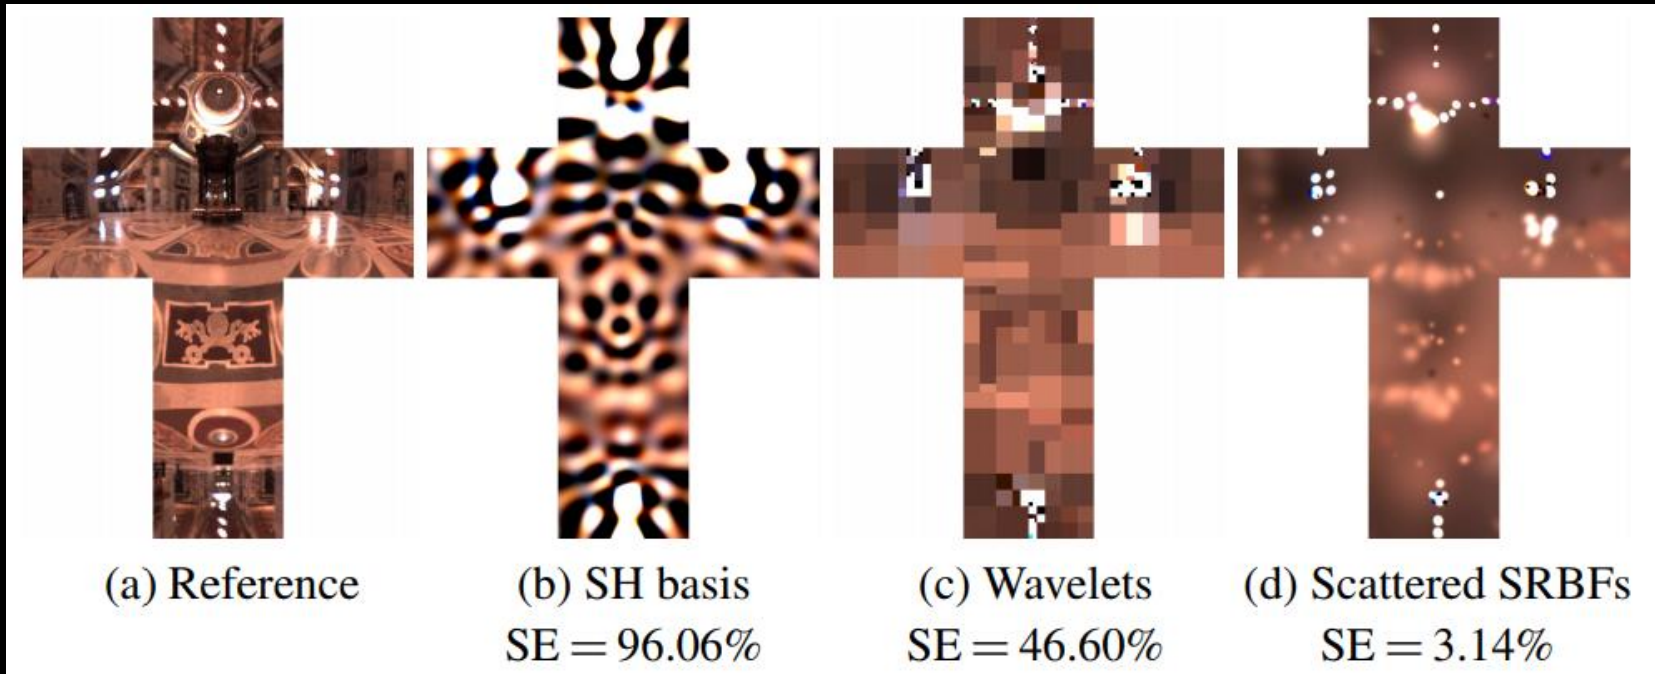 (a) Reference
(b) SH basis
(c) Wavelets
(d) Scattered SRBFs
SE = 96.06%
SE = 46.60%
SE = 3.14%